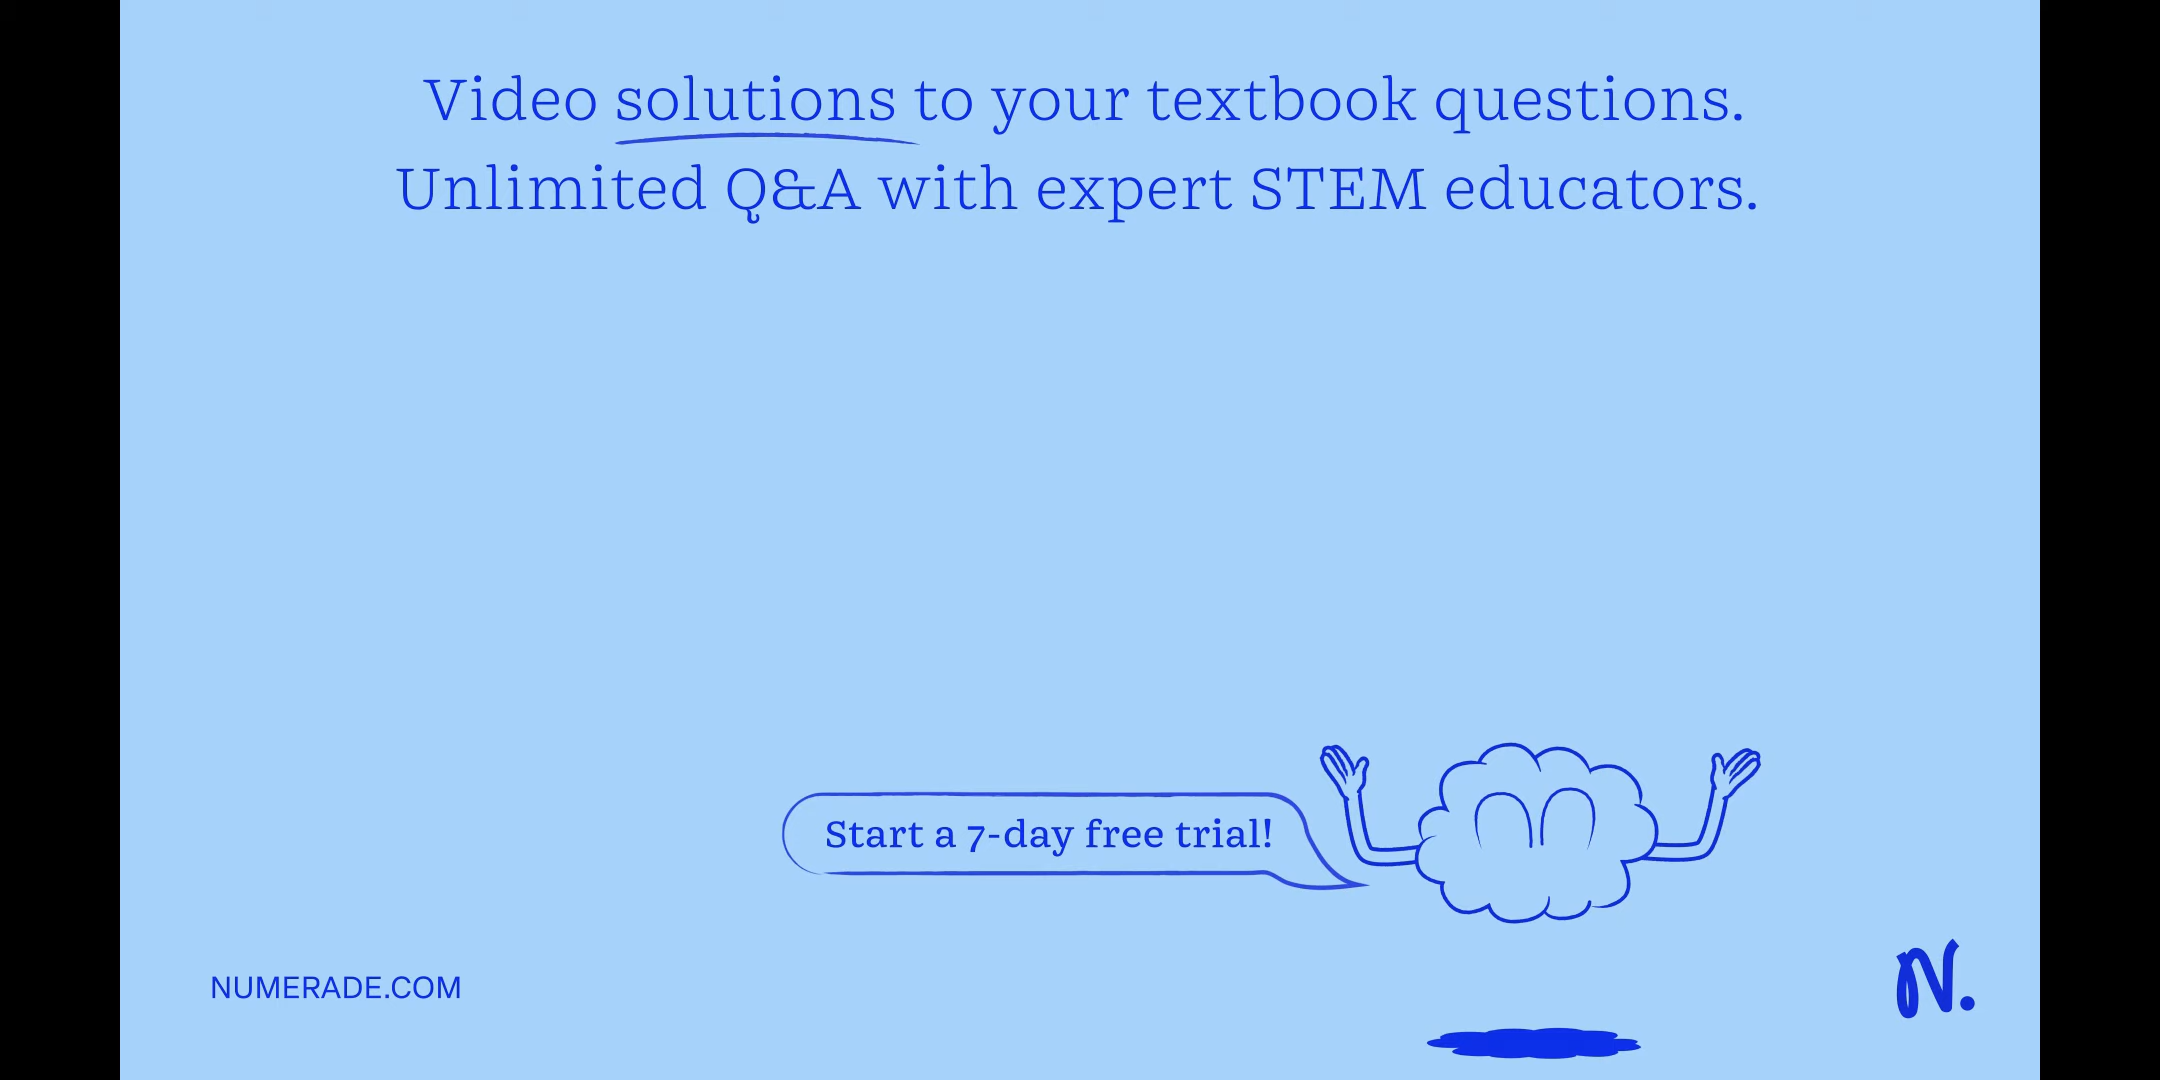 Video solutions to your textbook questions.
Unlimited Q&A with expert STEM educators.
Start a 7-day free trial!
NUMERADE.COM
N.